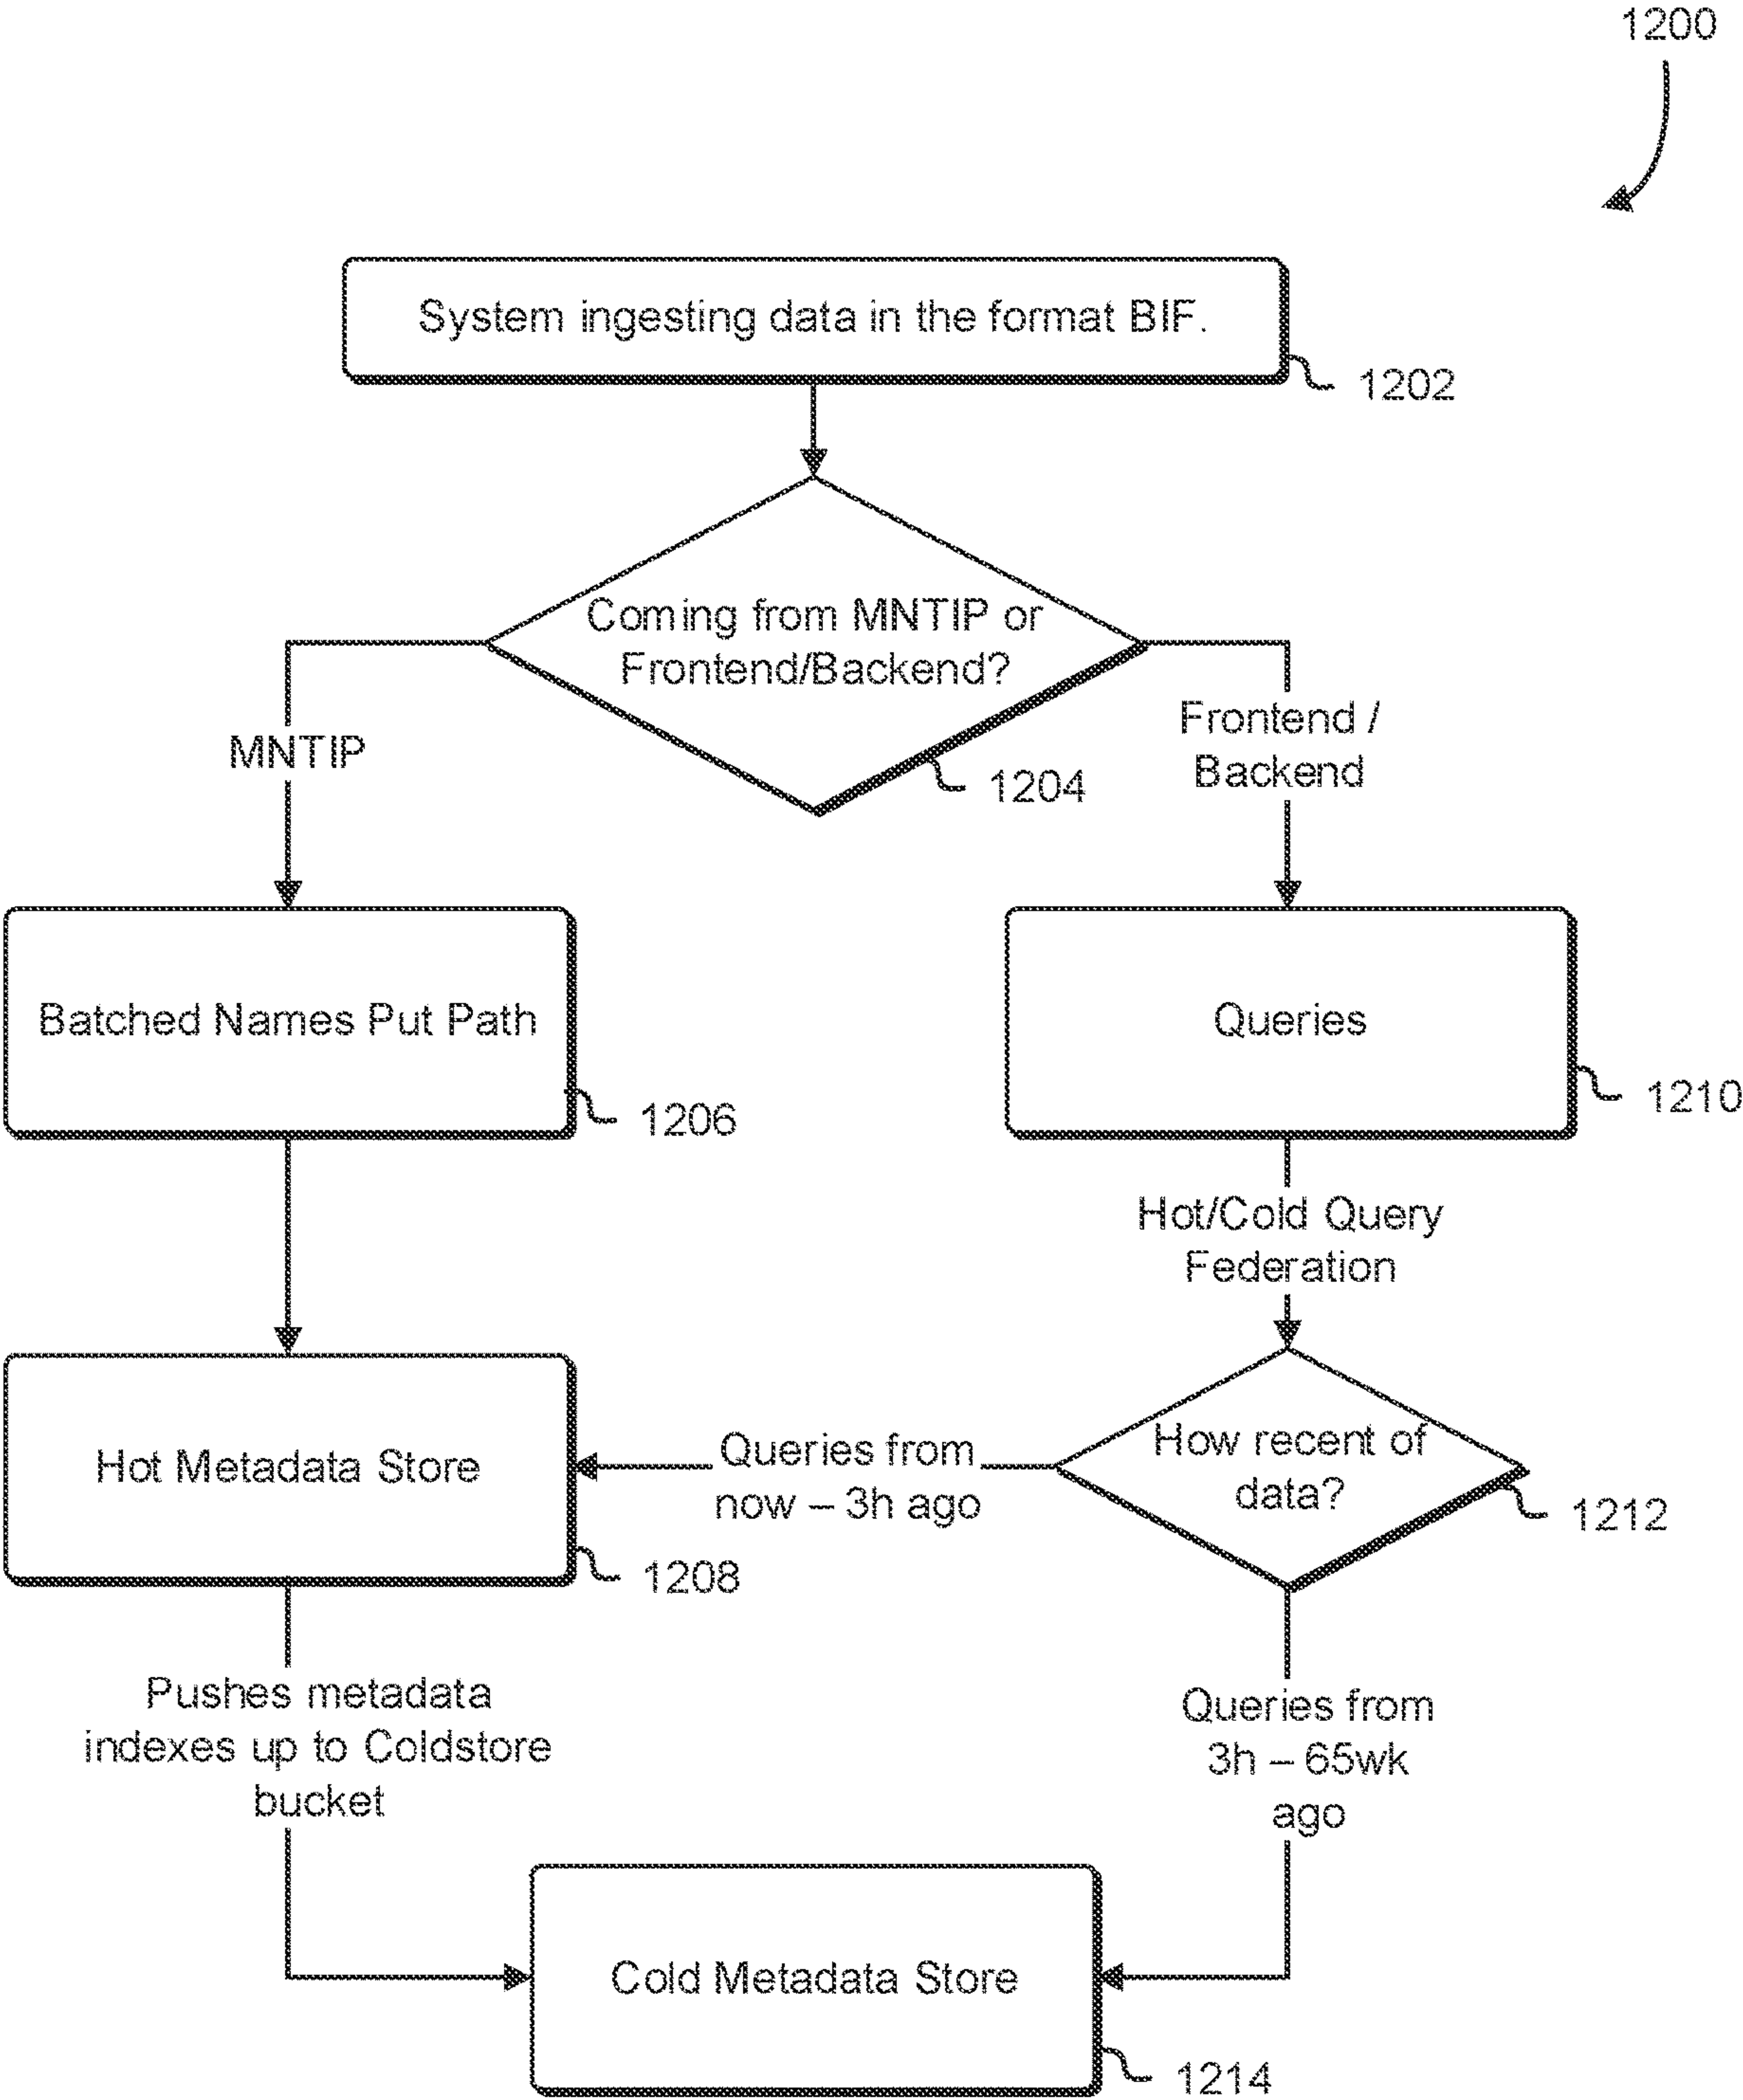 1200
System ingesting data in the format BIF.
1202
Coming from MNTIP or
Frontend/Backend?
1204
MNTIP
Frontend /
Backend
Batched Names Put Path
1206
Queries
1210
Hot/Cold Query
Federation
Hot Metadata Store
1208
Queries from
now – 3h ago
How recent of
data?
1212
Pushes metadata
indexes up to Coldstore
bucket
Queries from
3h – 65wk
ago
Cold Metadata Store
1214